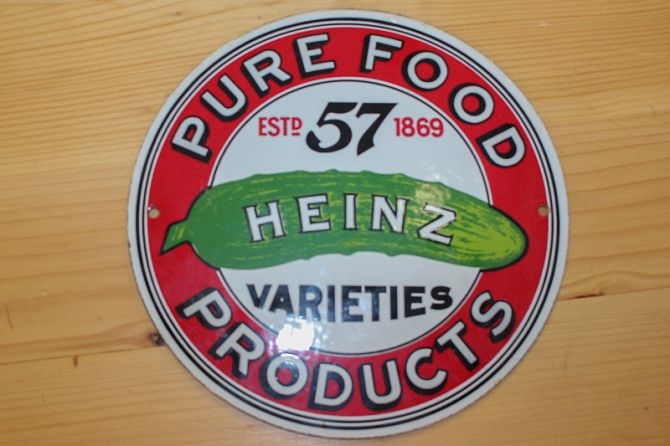 PURE FOOD
ESTD 57 1869
HEINZ
VARIETIES
PRODUCTS